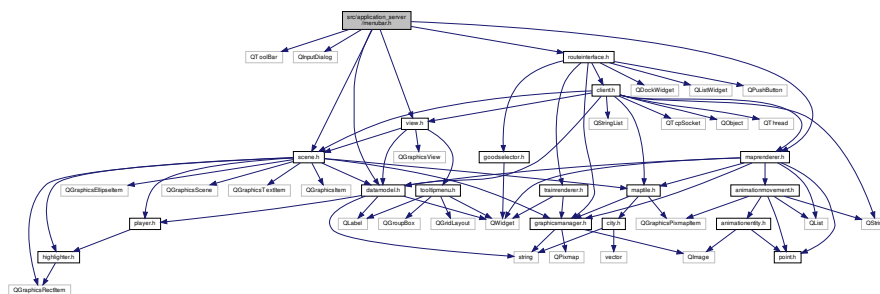 src/application_server
/menubar.h
QToolBar
QInputDialog
routeinterface.h
client.h
QDockWidget
QListWidget
QPushButton
view.h
QStringList
QTcpSocket
QObject
QThread
scene.h
QGraphicsView
goodselector.h
maprenderer.h
QGraphicsEllipseItem
QGraphicsScene
QGraphicsTextItem
QGraphicsItem
datamodel.h
tooltipmenu.h
trainrenderer.h
maptile.h
animationmovement.h
player.h
QLabel
QGroupBox
QGridLayout
QWidget
graphicsmanager.h
city.h
QGraphicsPixmapItem
animationentity.h
QList
QStri
highlighter.h
string
QPixmap
vector
QImage
point.h
QGraphicsRectItem